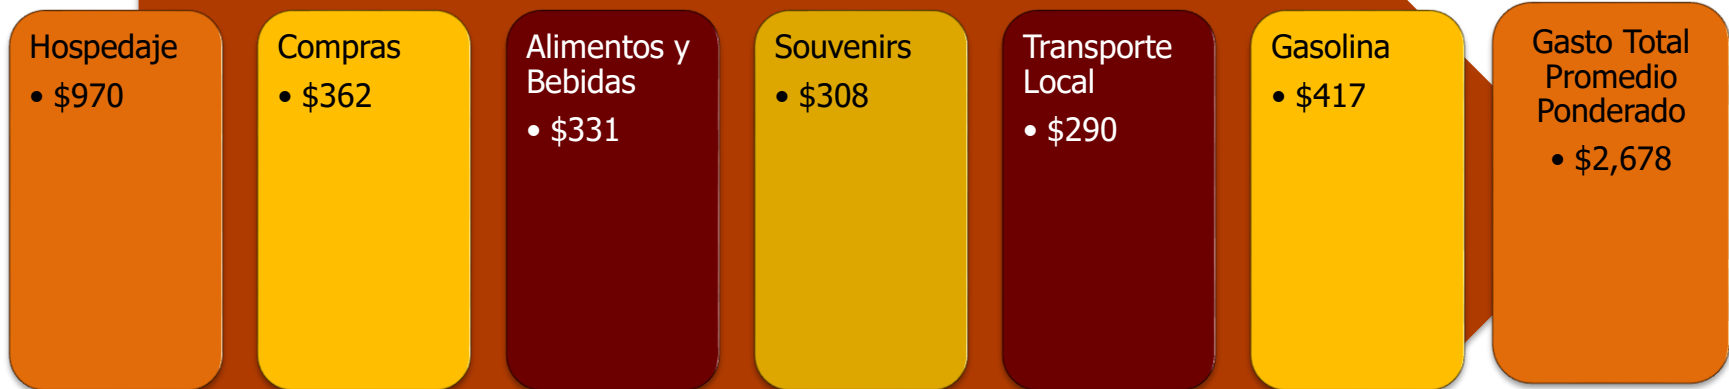 Hospedaje
• $970
Compras
• $362
Alimentos y
Bebidas
• $331
Souvenirs
• $308
Transporte
Local
• $290
Gasolina
• $417
Gasto Total
Promedio
Ponderado
• $2,678